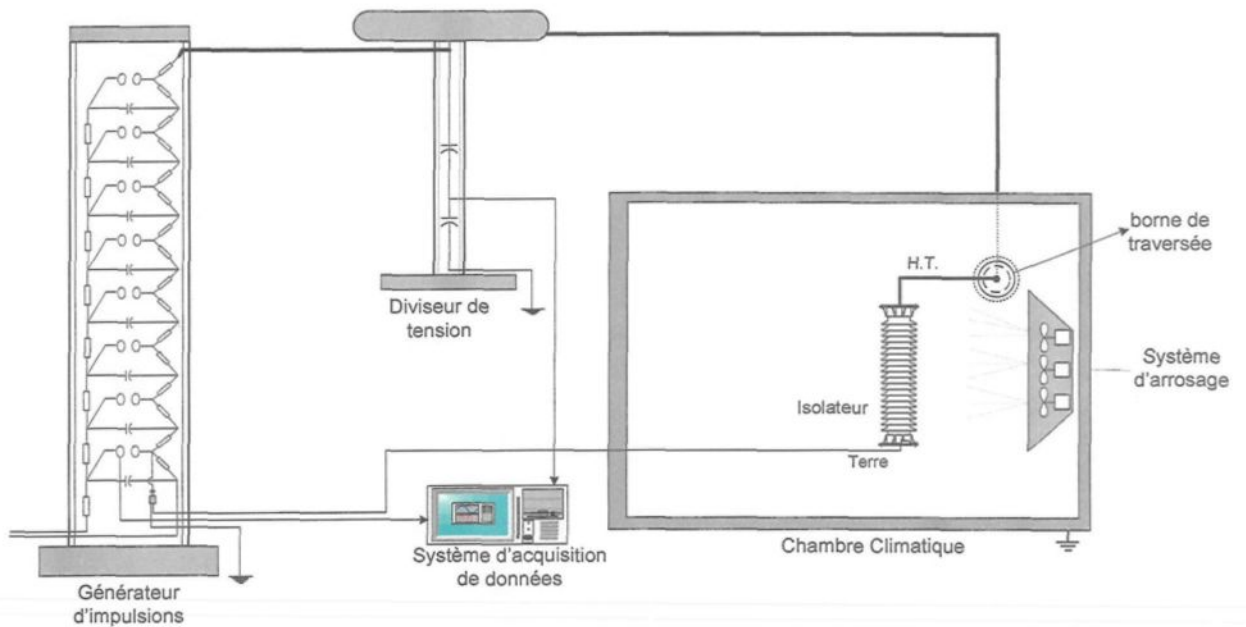 borne de
traversée
H.T.
Diviseur de
tension
Système
d'arrosage
Isolateur
Terre
Système d'acquisition
de données
Chambre Climatique
Générateur
d'impulsions